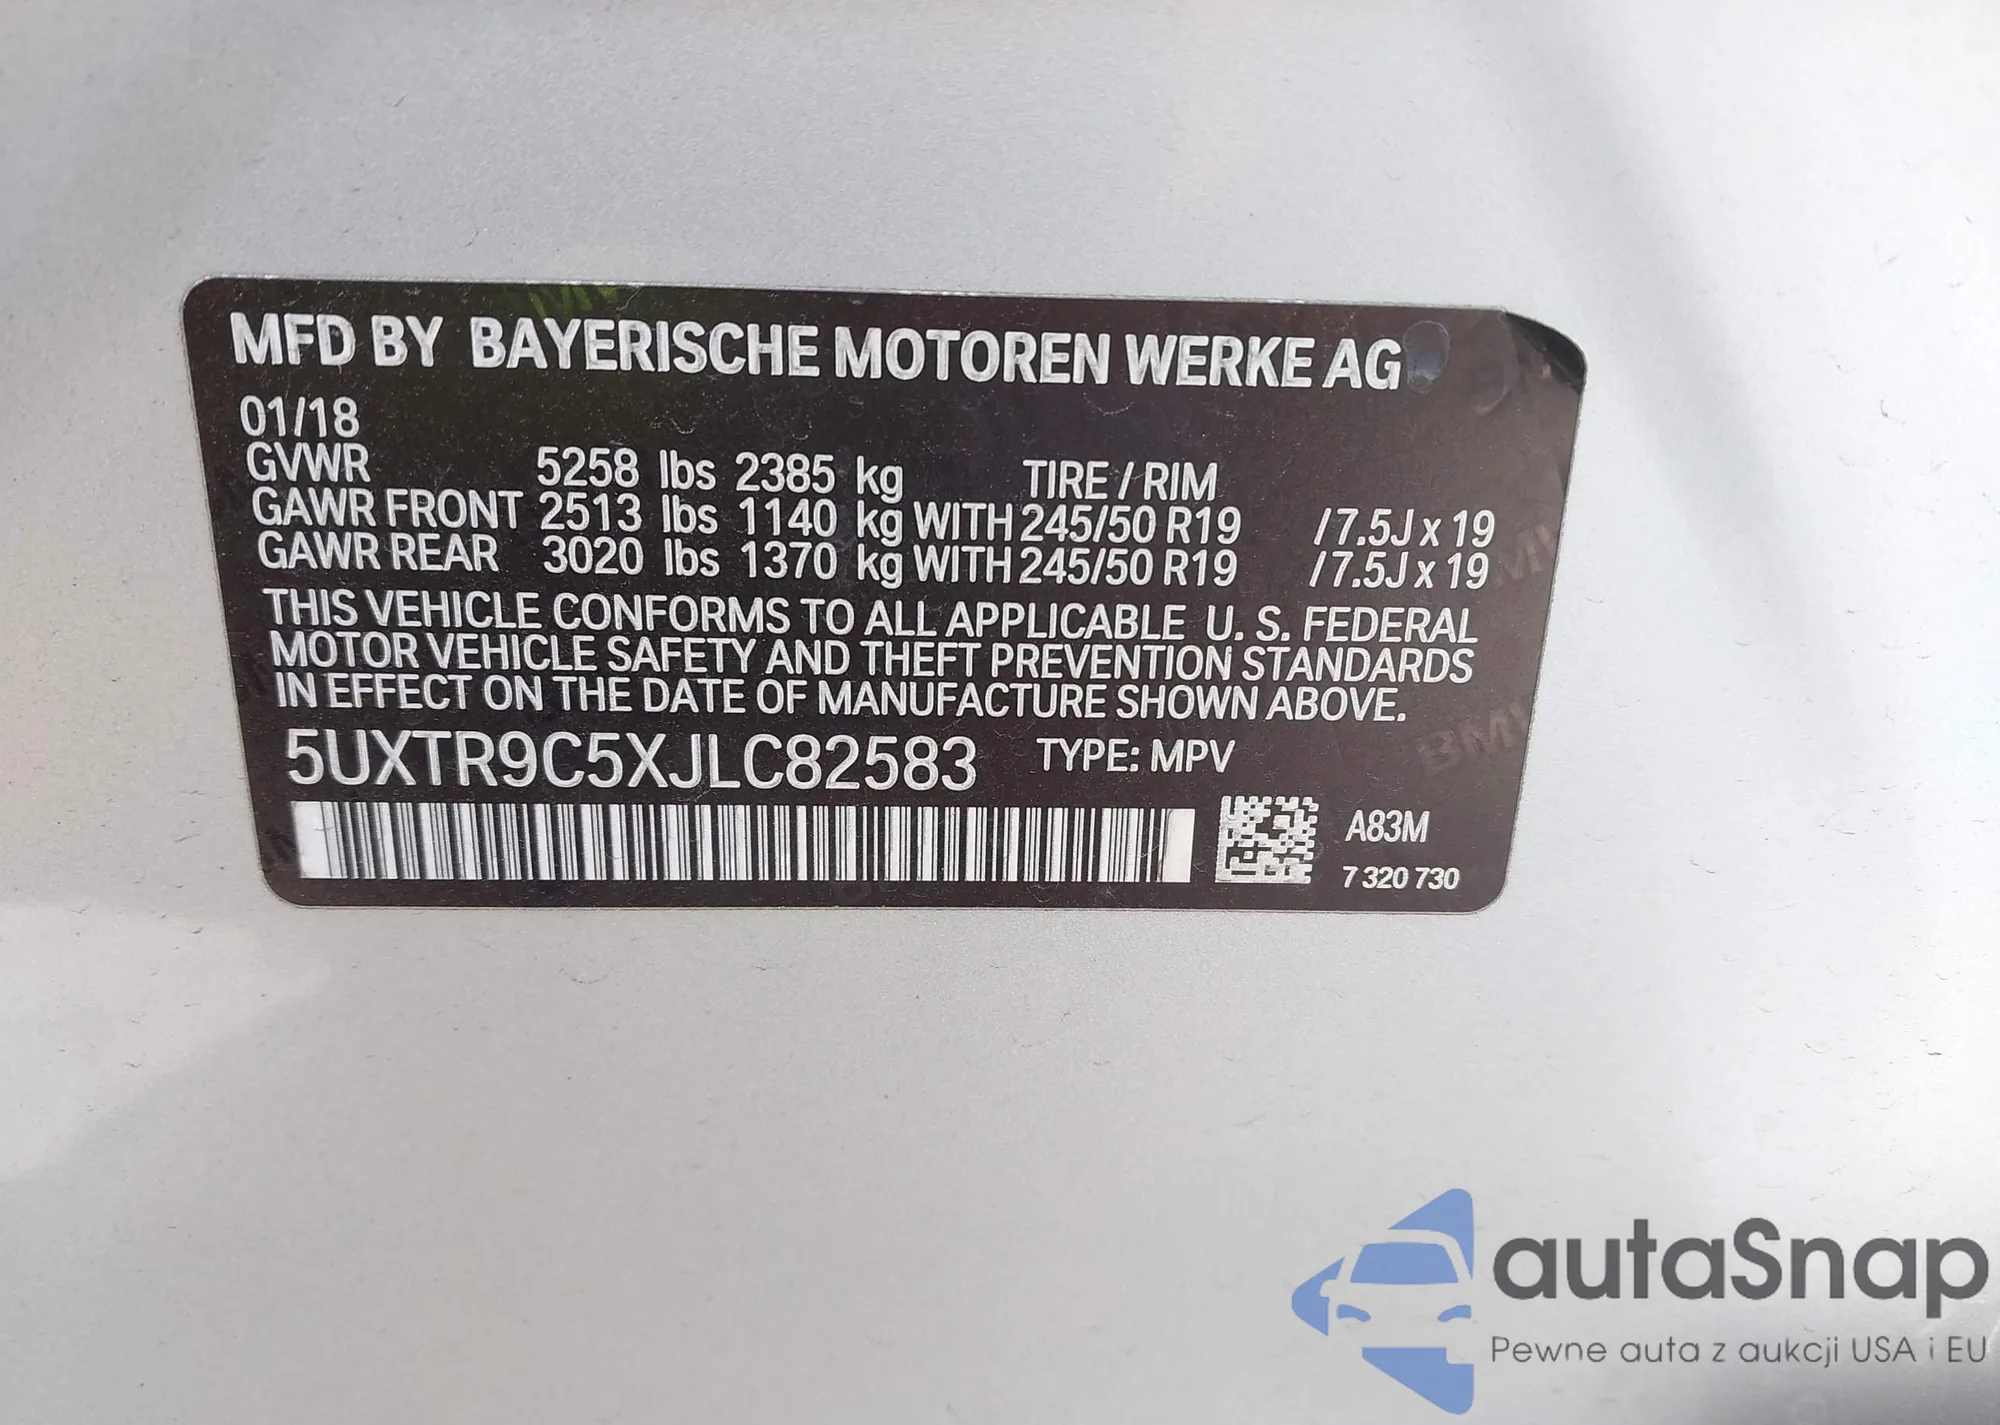 MFD BY BAYERISCHE MOTOREN WERKE AG
01/18
GVWR 5258 lbs 2385 kg TIRE / RIM
GAWR FRONT 2513 lbs 1140 kg WITH 245/50 R19 /7.5J x 19
GAWR REAR 3020 lbs 1370 kg WITH 245/50 R19 /7.5J x 19
THIS VEHICLE CONFORMS TO ALL APPLICABLE U. S. FEDERAL
MOTOR VEHICLE SAFETY AND THEFT PREVENTION STANDARDS
IN EFFECT ON THE DATE OF MANUFACTURE SHOWN ABOVE.
5UXTR9C5XJLC82583 TYPE: MPV
A83M
7 320 730
autaSnap
Pewne auta z aukcji USA i EU